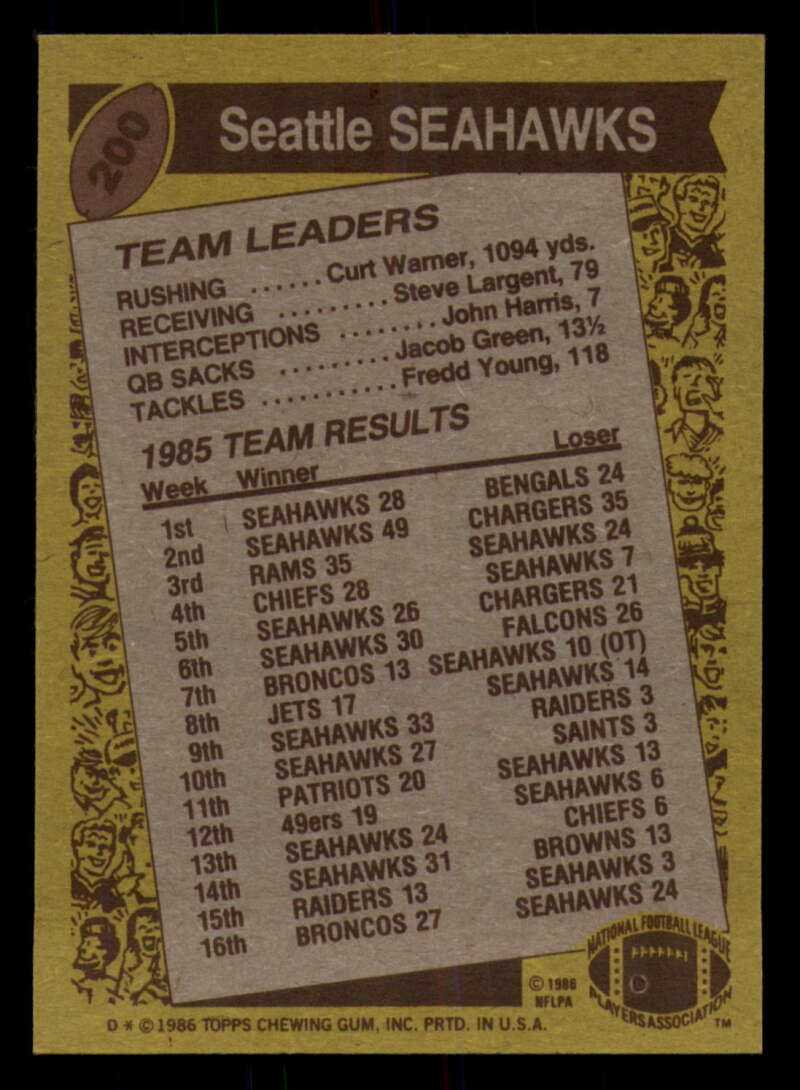 200
Seattle SEAHAWKS
TEAM LEADERS
RUSHING ......Curt Warner, 1094 yds.
RECEIVING .........Steve Largent, 79
INTERCEPTIONS ........John Harris, 7
QB SACKS .........Jacob Green, 13½
TACKLES ...........Fredd Young, 118
1985 TEAM RESULTS
Week Winner Loser
1st SEAHAWKS 28 BENGALS 24
2nd SEAHAWKS 49 CHARGERS 35
3rd RAMS 35 SEAHAWKS 24
4th CHIEFS 28 SEAHAWKS 7
5th SEAHAWKS 26 CHARGERS 21
6th SEAHAWKS 30 FALCONS 26
7th BRONCOS 13 SEAHAWKS 10 (OT)
8th JETS 17 SEAHAWKS 14
9th SEAHAWKS 33 RAIDERS 3
10th SEAHAWKS 27 SAINTS 3
11th PATRIOTS 20 SEAHAWKS 13
12th 49ers 19 SEAHAWKS 6
13th SEAHAWKS 24 CHIEFS 6
14th SEAHAWKS 31 BROWNS 13
15th RAIDERS 13 SEAHAWKS 3
16th BRONCOS 27 SEAHAWKS 24
NATIONAL FOOTBALL LEAGUE
PLAYERS ASSOCIATION
TM
© 1986
NFLPA
D * © 1986 TOPPS CHEWING GUM, INC. PRTD. IN U.S.A.